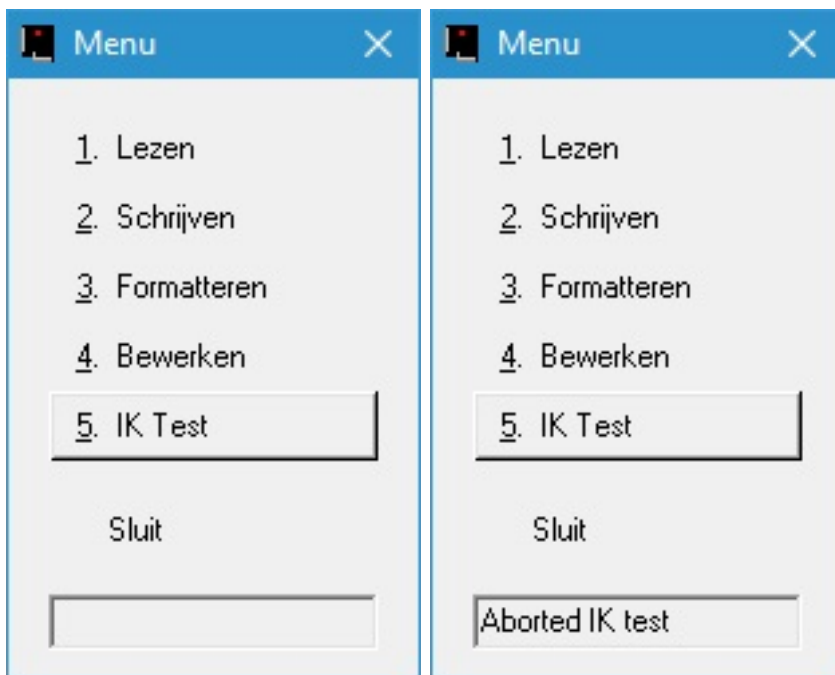 Menu
1. Lezen
2. Schrijven
3. Formatteren
4. Bewerken
5. IK Test
Sluit
Menu
1. Lezen
2. Schrijven
3. Formatteren
4. Bewerken
5. IK Test
Sluit
Aborted IK test